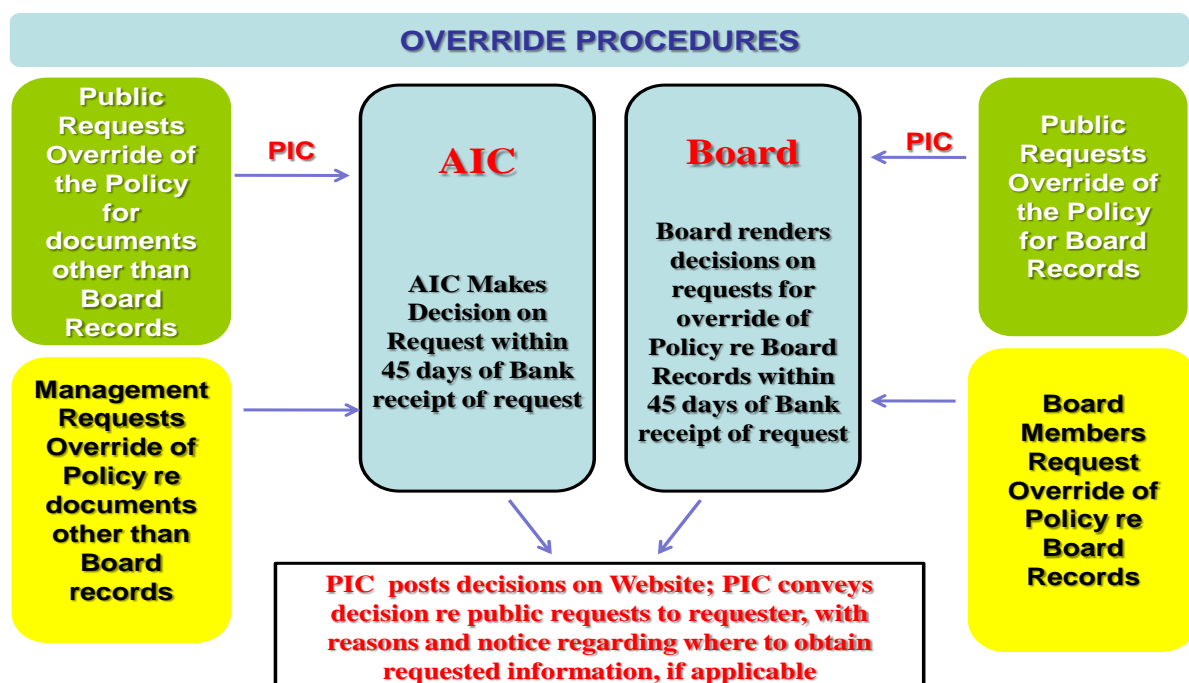 OVERRIDE PROCEDURES
Public
Requests
Override of
the Policy
for
documents
other than
Board
Records
PIC
Management
Requests
Override of
Policy re
documents
other than
Board
records
AIC
AIC Makes
Decision on
Request within
45 days of Bank
receipt of request
Board
Board renders
decisions on
requests for
override of
Policy re Board
Records within
45 days of Bank
receipt of request
PIC
Public
Requests
Override of
the Policy
for Board
Records
Board
Members
Request
Override of
Policy re
Board
Records
PIC posts decisions on Website; PIC conveys
decision re public requests to requester, with
reasons and notice regarding where to obtain
requested information, if applicable